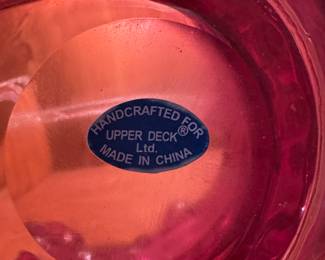 HANDCRAFTED FOR
UPPER DECK®
Ltd.
MADE IN CHINA